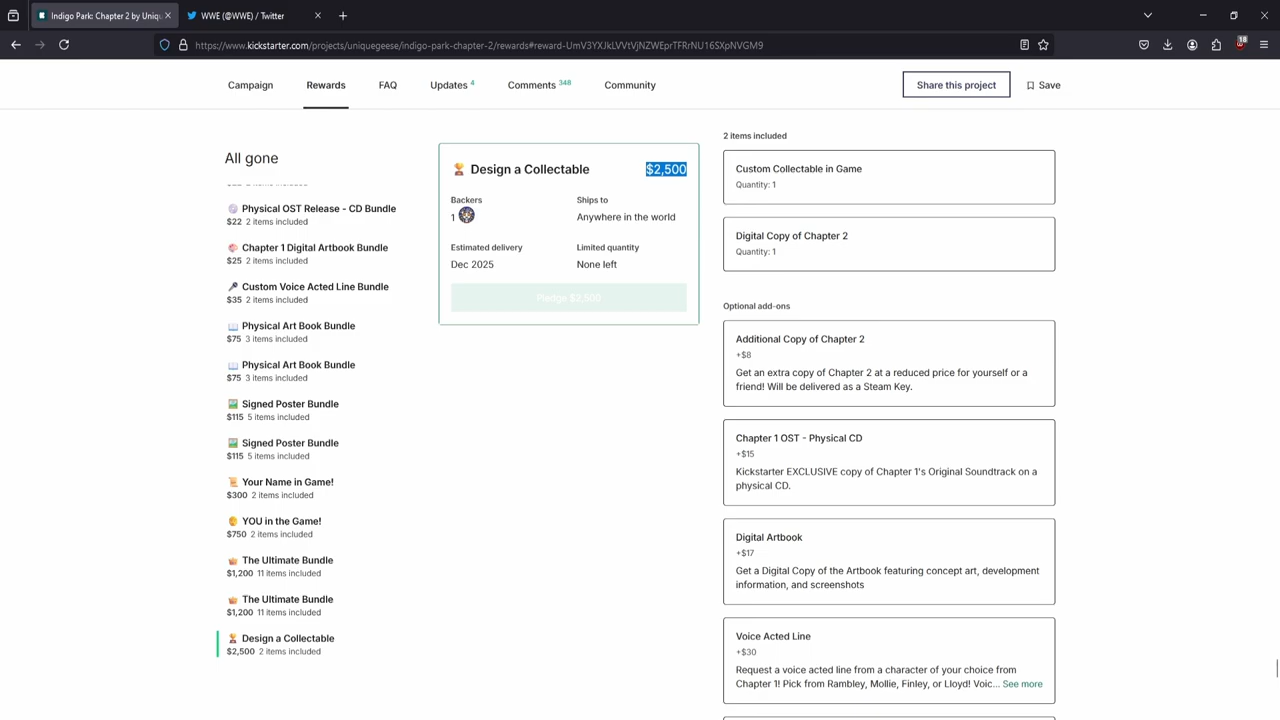 Indigo Park: Chapter 2 by Uniqu
WWE (@WWE) / Twitter
https://www.kickstarter.com/projects/uniquegeese/indigo-park-chapter-2/rewards#reward-UmV3YXJkLVVtVjNZWEprTFRrNU16SXpNVGM9
18
Campaign
Rewards
FAQ
Updates 4
Comments 348
Community
Share this project
Save
All gone
Physical OST Release - CD Bundle
$22 2 items included
Chapter 1 Digital Artbook Bundle
$25 2 items included
Custom Voice Acted Line Bundle
$35 2 items included
Physical Art Book Bundle
$75 3 items included
Physical Art Book Bundle
$75 3 items included
Signed Poster Bundle
$115 5 items included
Signed Poster Bundle
$115 5 items included
Your Name in Game!
$300 2 items included
YOU in the Game!
$750 2 items included
The Ultimate Bundle
$1,200 11 items included
The Ultimate Bundle
$1,200 11 items included
Design a Collectable
$2,500 2 items included
Design a Collectable
$2,500
Backers
1
Ships to
Anywhere in the world
Estimated delivery
Dec 2025
Limited quantity
None left
Pledge $2,500
2 items included
Custom Collectable in Game
Quantity: 1
Digital Copy of Chapter 2
Quantity: 1
Optional add-ons
Additional Copy of Chapter 2
+$8
Get an extra copy of Chapter 2 at a reduced price for yourself or a
friend! Will be delivered as a Steam Key.
Chapter 1 OST - Physical CD
+$15
Kickstarter EXCLUSIVE copy of Chapter 1's Original Soundtrack on a
physical CD.
Digital Artbook
+$17
Get a Digital Copy of the Artbook featuring concept art, development
information, and screenshots
Voice Acted Line
+$30
Request a voice acted line from a character of your choice from
Chapter 1! Pick from Rambley, Mollie, Finley, or Lloyd! Voic... See more